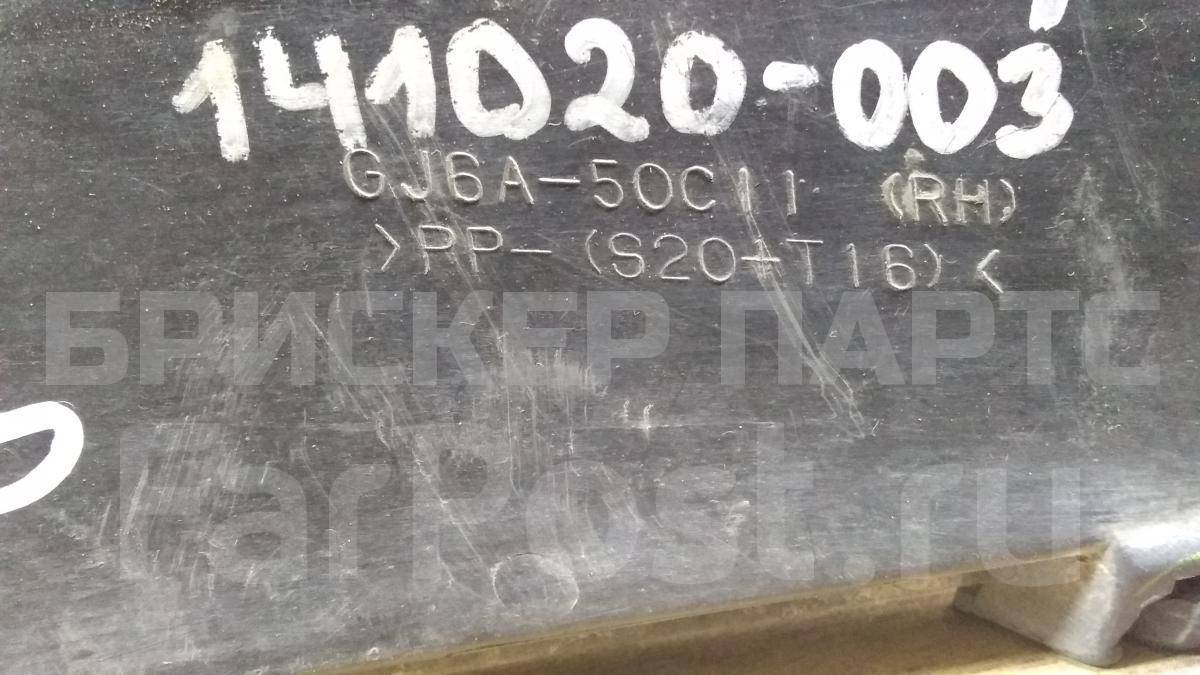 141020-003
GJ6A-50C11 (RH)
>PP-(S20-T16)<
БРИСКЕР ПАРТС
FarPost.ru